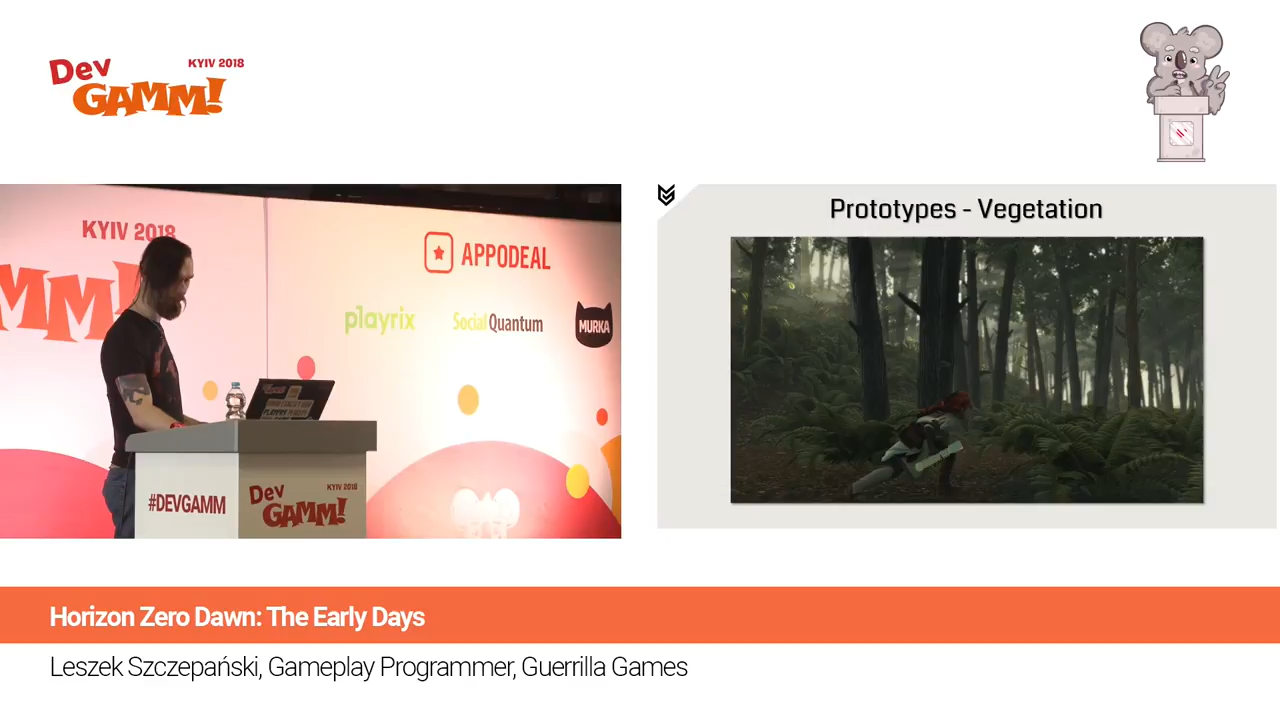 Dev
GAMM!
KYIV 2018
KYIV 2018
MM!
APPODEAL
playrix
Social Quantum
MURKA
#DEVGAMM
Dev
GAMM!
KYIV 2018
Prototypes - Vegetation
Horizon Zero Dawn: The Early Days
Leszek Szczepański, Gameplay Programmer, Guerrilla Games